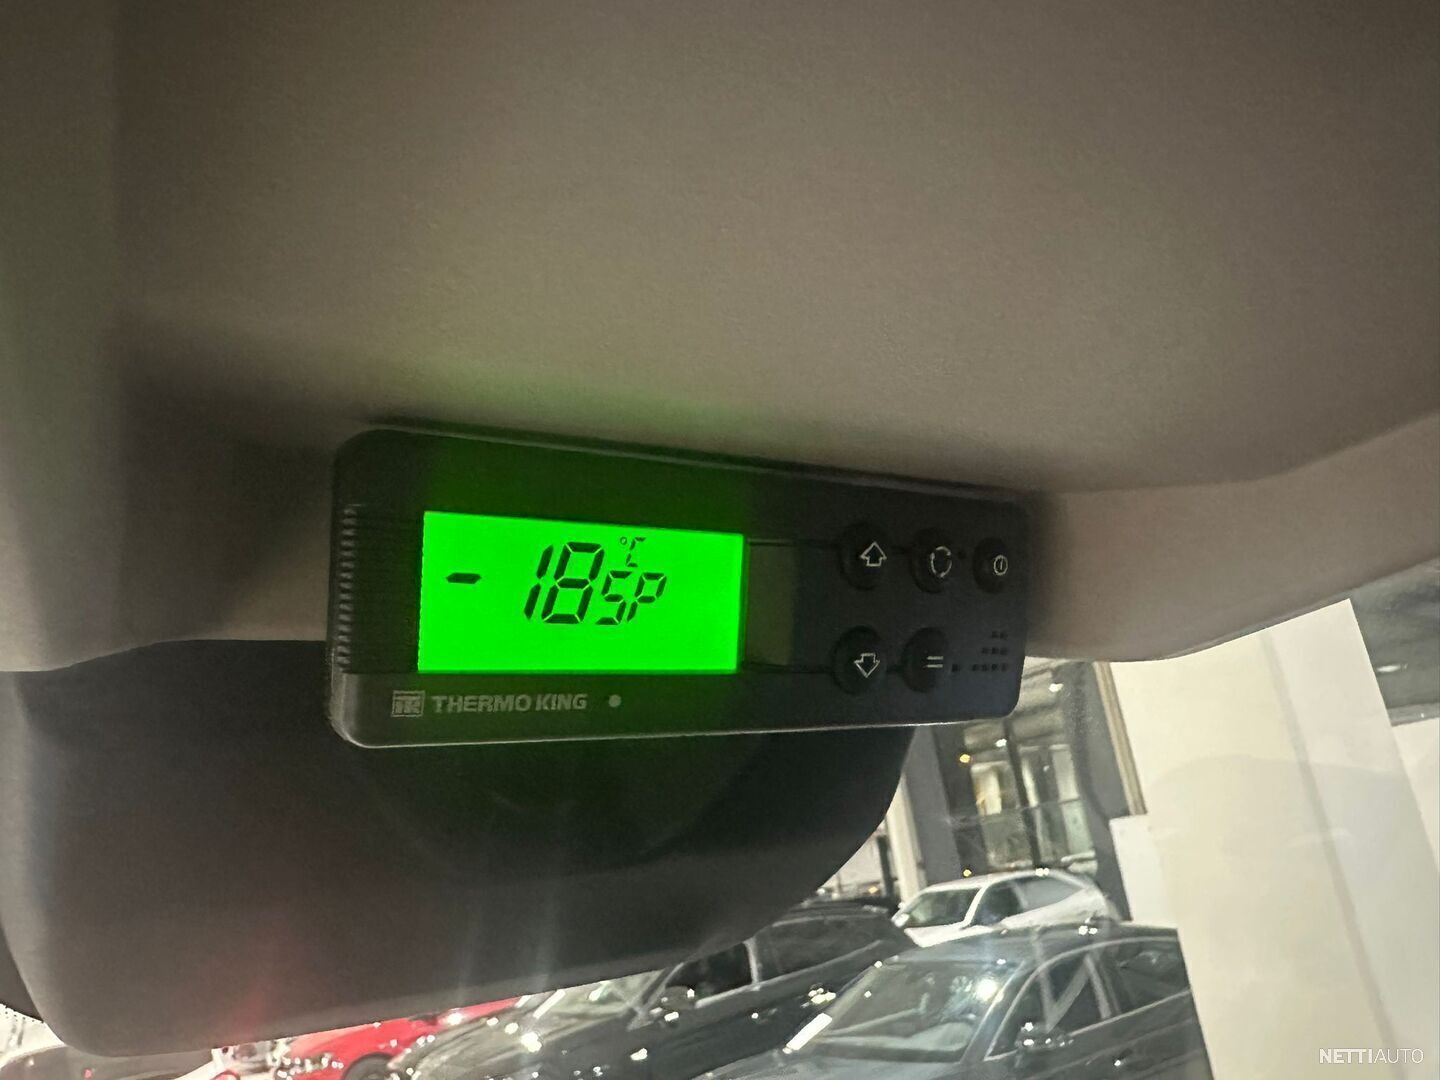 °C
-18SP
THERMO KING
NETTIAUTO